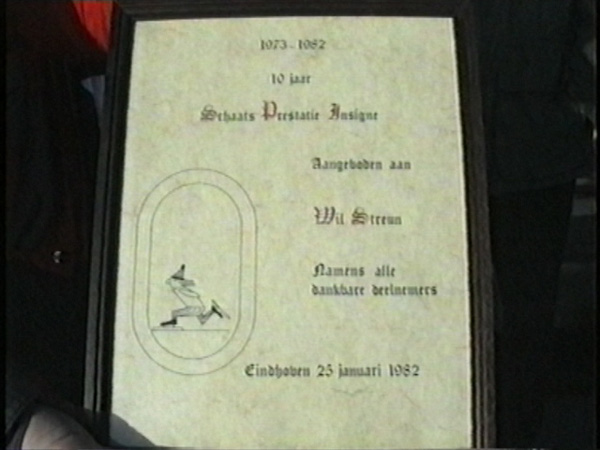 1973-1982
10 jaar
Schaats Prestatie Insigne
Aangeboden aan
Wil Streun
Namens alle
dankbare deelnemers
Eindhoven 25 januari 1982